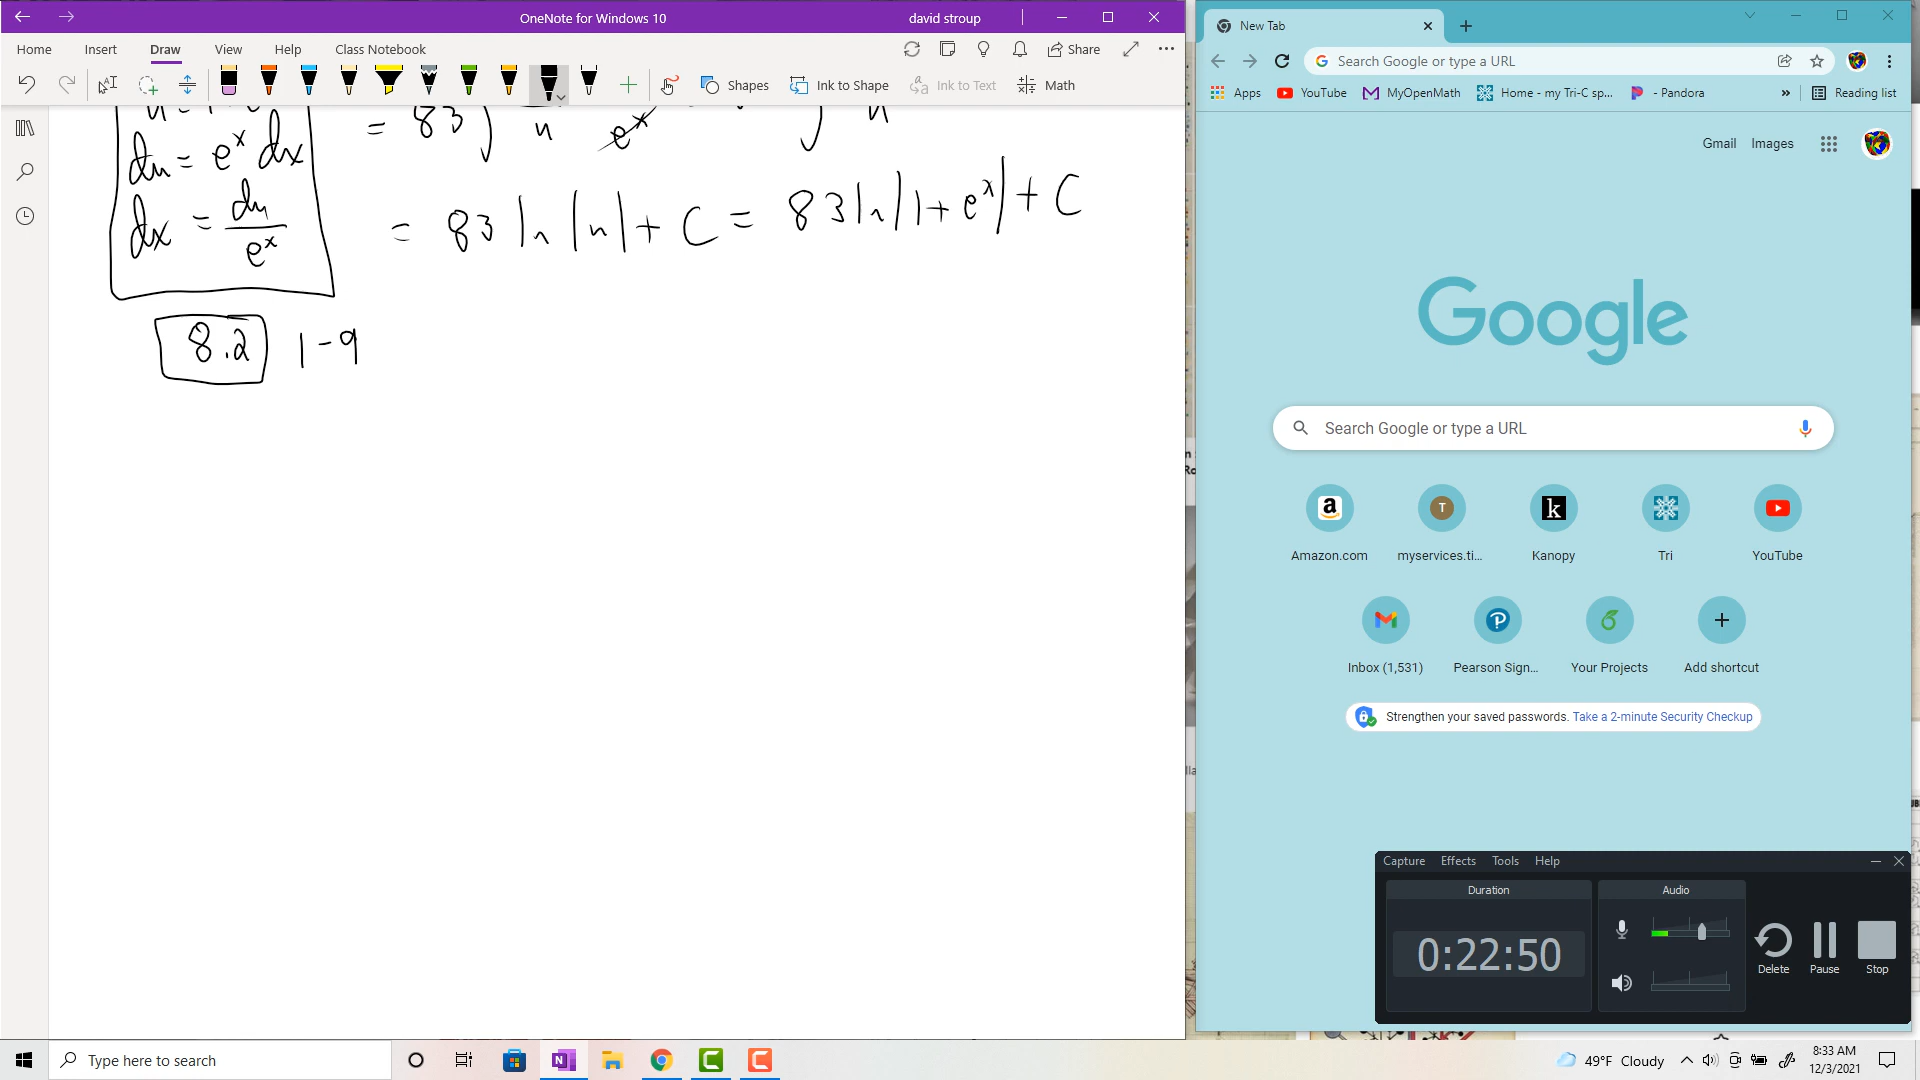 OneNote for Windows 10
david stroup
Home Insert Draw View Help Class Notebook
Share
Shapes Ink to Shape Ink to Text Math
du = e^x dx
= 83 ∫ u e^x ∫ u
dx = du/e^x
= 83 ln|u| + C = 83 ln|1 + e^x| + C
8.2 1-9
New Tab
Search Google or type a URL
Apps YouTube MyOpenMath Home - my Tri-C sp... - Pandora » Reading list
Gmail Images
Google
Search Google or type a URL
a T k
Amazon.com myservices.ti... Kanopy Tri YouTube
Inbox (1,531) Pearson Sign... Your Projects Add shortcut
Strengthen your saved passwords. Take a 2-minute Security Checkup
Capture Effects Tools Help
Duration Audio
0:22:50
Delete Pause Stop
Type here to search
49°F Cloudy
8:33 AM
12/3/2021